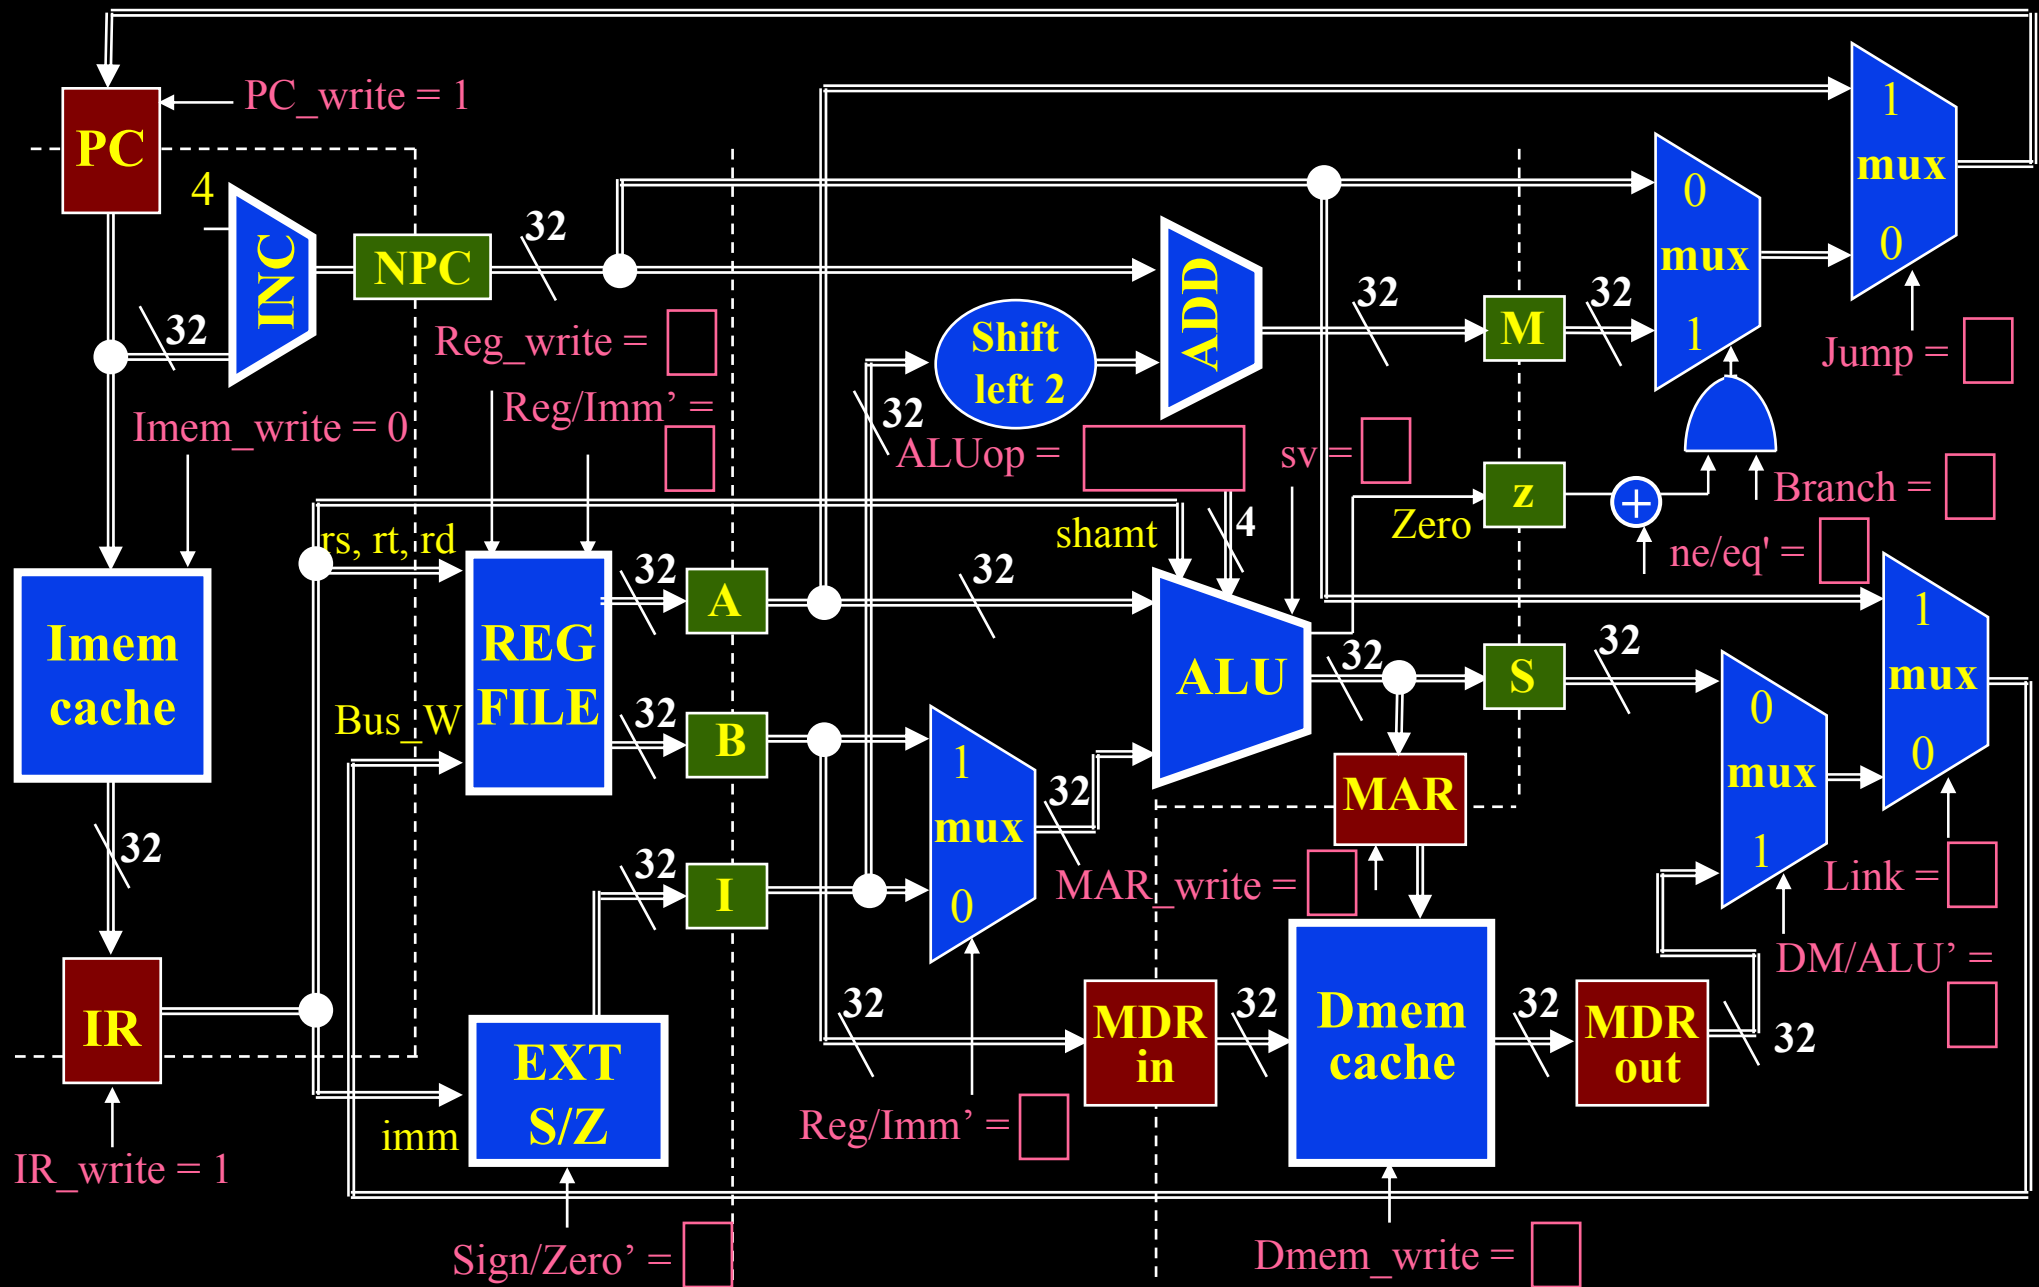 PC_write = 1
PC
1
mux
0
4
0
mux
1
INC
32
NPC
32
ADD
32
M
32
Reg_write =
Shift
left 2
Jump =
Reg/Imm’ =
Imem_write = 0
32
ALUop =
sv =
z
+
Branch =
Zero
ne/eq'
=
rs, rt, rd
shamt
4
32
A
32
1
mux
0
Imem
cache
REG
FILE
ALU
32
S
32
Bus_W
32
B
1
mux
0
32
0
mux
1
MAR
32
32
I
MAR_write =
Link =
DM/ALU’ =
IR
EXT
S/Z
32
MDR
in
32
Dmem
cache
32
MDR
out
32
imm
Reg/Imm’ =
IR_write = 1
Sign/Zero’ =
Dmem_write =